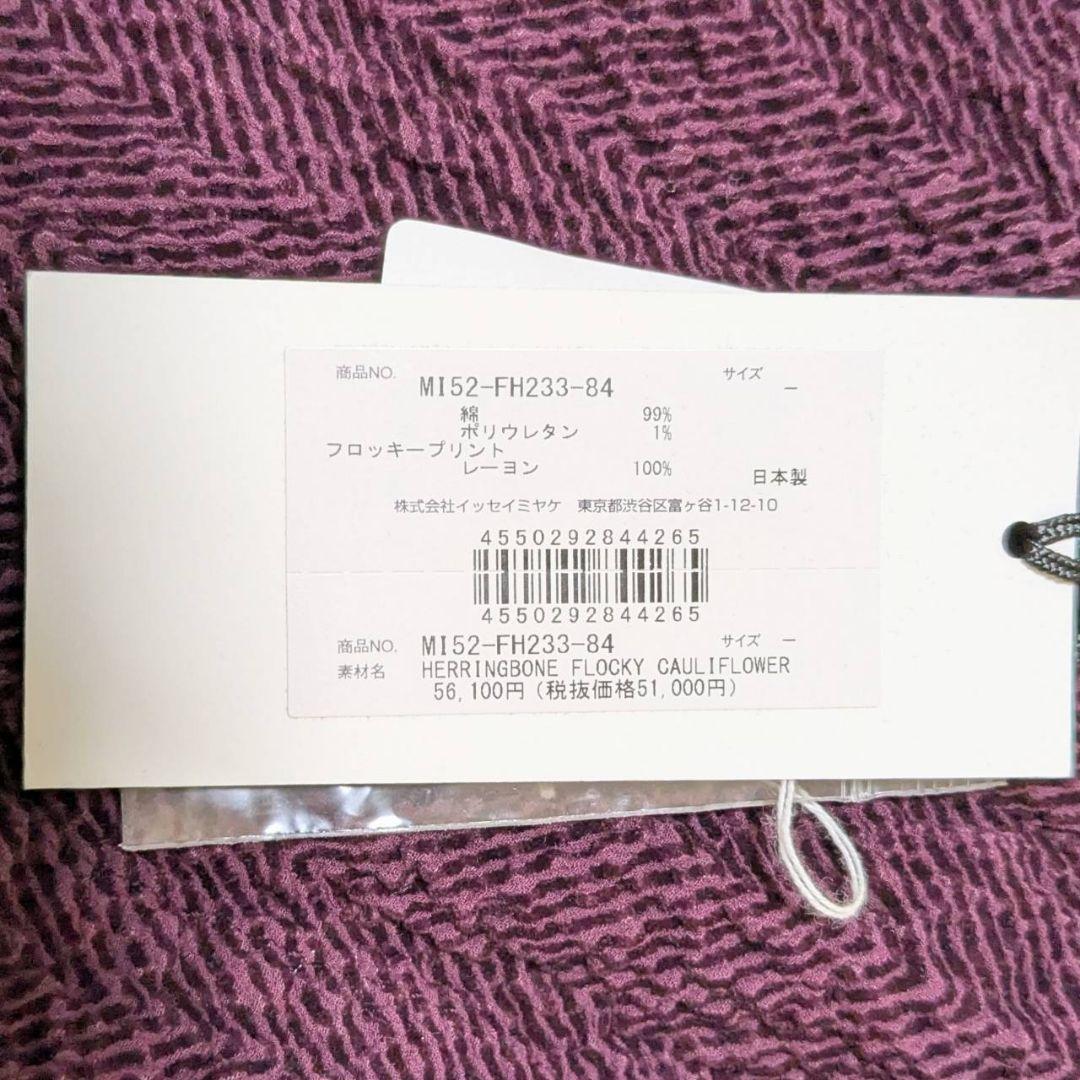 商品NO. MI52-FH233-84 サイズ －
綿 99%
ポリウレタン 1%
フロッキープリント
レーヨン 100%
日本製
株式会社イッセイミヤケ 東京都渋谷区富ヶ谷1-12-10
4550292844265
4550292844265
商品NO. MI52-FH233-84 サイズ －
素材名 HERRINGBONE FLOCKY CAULIFLOWER
56,100円（税抜価格51,000円）